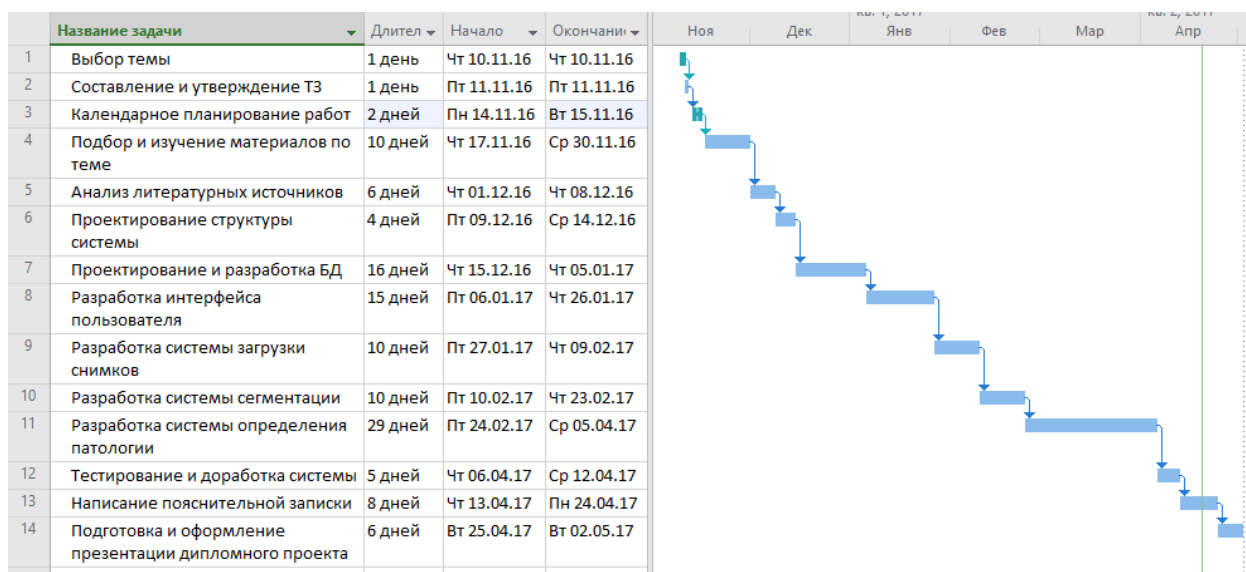 Кв. 1, 2017 Кв. 2, 2017
Название задачи Длител Начало Окончание Ноя Дек Янв Фев Мар Апр
1 Выбор темы 1 день Чт 10.11.16 Чт 10.11.16
2 Составление и утверждение ТЗ 1 день Пт 11.11.16 Пт 11.11.16
3 Календарное планирование работ 2 дней Пн 14.11.16 Вт 15.11.16
4 Подбор и изучение материалов по 10 дней Чт 17.11.16 Ср 30.11.16
теме
5 Анализ литературных источников 6 дней Чт 01.12.16 Чт 08.12.16
6 Проектирование структуры 4 дней Пт 09.12.16 Ср 14.12.16
системы
7 Проектирование и разработка БД 16 дней Чт 15.12.16 Чт 05.01.17
8 Разработка интерфейса 15 дней Пт 06.01.17 Чт 26.01.17
пользователя
9 Разработка системы загрузки 10 дней Пт 27.01.17 Чт 09.02.17
снимков
10 Разработка системы сегментации 10 дней Пт 10.02.17 Чт 23.02.17
11 Разработка системы определения 29 дней Пт 24.02.17 Ср 05.04.17
патологии
12 Тестирование и доработка системы 5 дней Чт 06.04.17 Ср 12.04.17
13 Написание пояснительной записки 8 дней Чт 13.04.17 Пн 24.04.17
14 Подготовка и оформление 6 дней Вт 25.04.17 Вт 02.05.17
презентации дипломного проекта